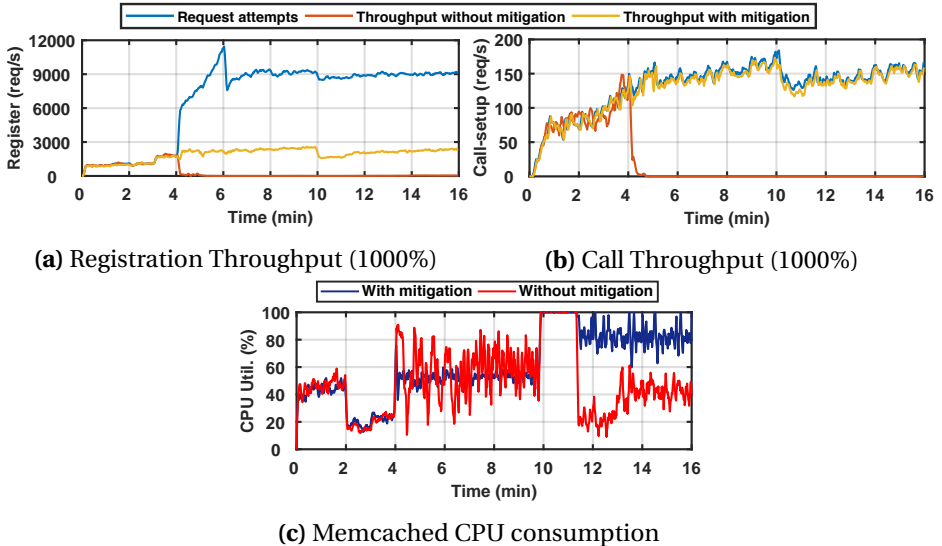 Request attempts Throughput without mitigation Throughput with mitigation
12000
9000
6000
3000
0
Register (req/s)
0 2 4 6 8 10 12 14 16
Time (min)
(a) Registration Throughput (1000%)
200
150
100
50
0
Call-setup (req/s)
0 2 4 6 8 10 12 14 16
Time (min)
(b) Call Throughput (1000%)
With mitigation Without mitigation
100
80
60
40
20
0
CPU Util. (%)
0 2 4 6 8 10 12 14 16
Time (min)
(c) Memcached CPU consumption